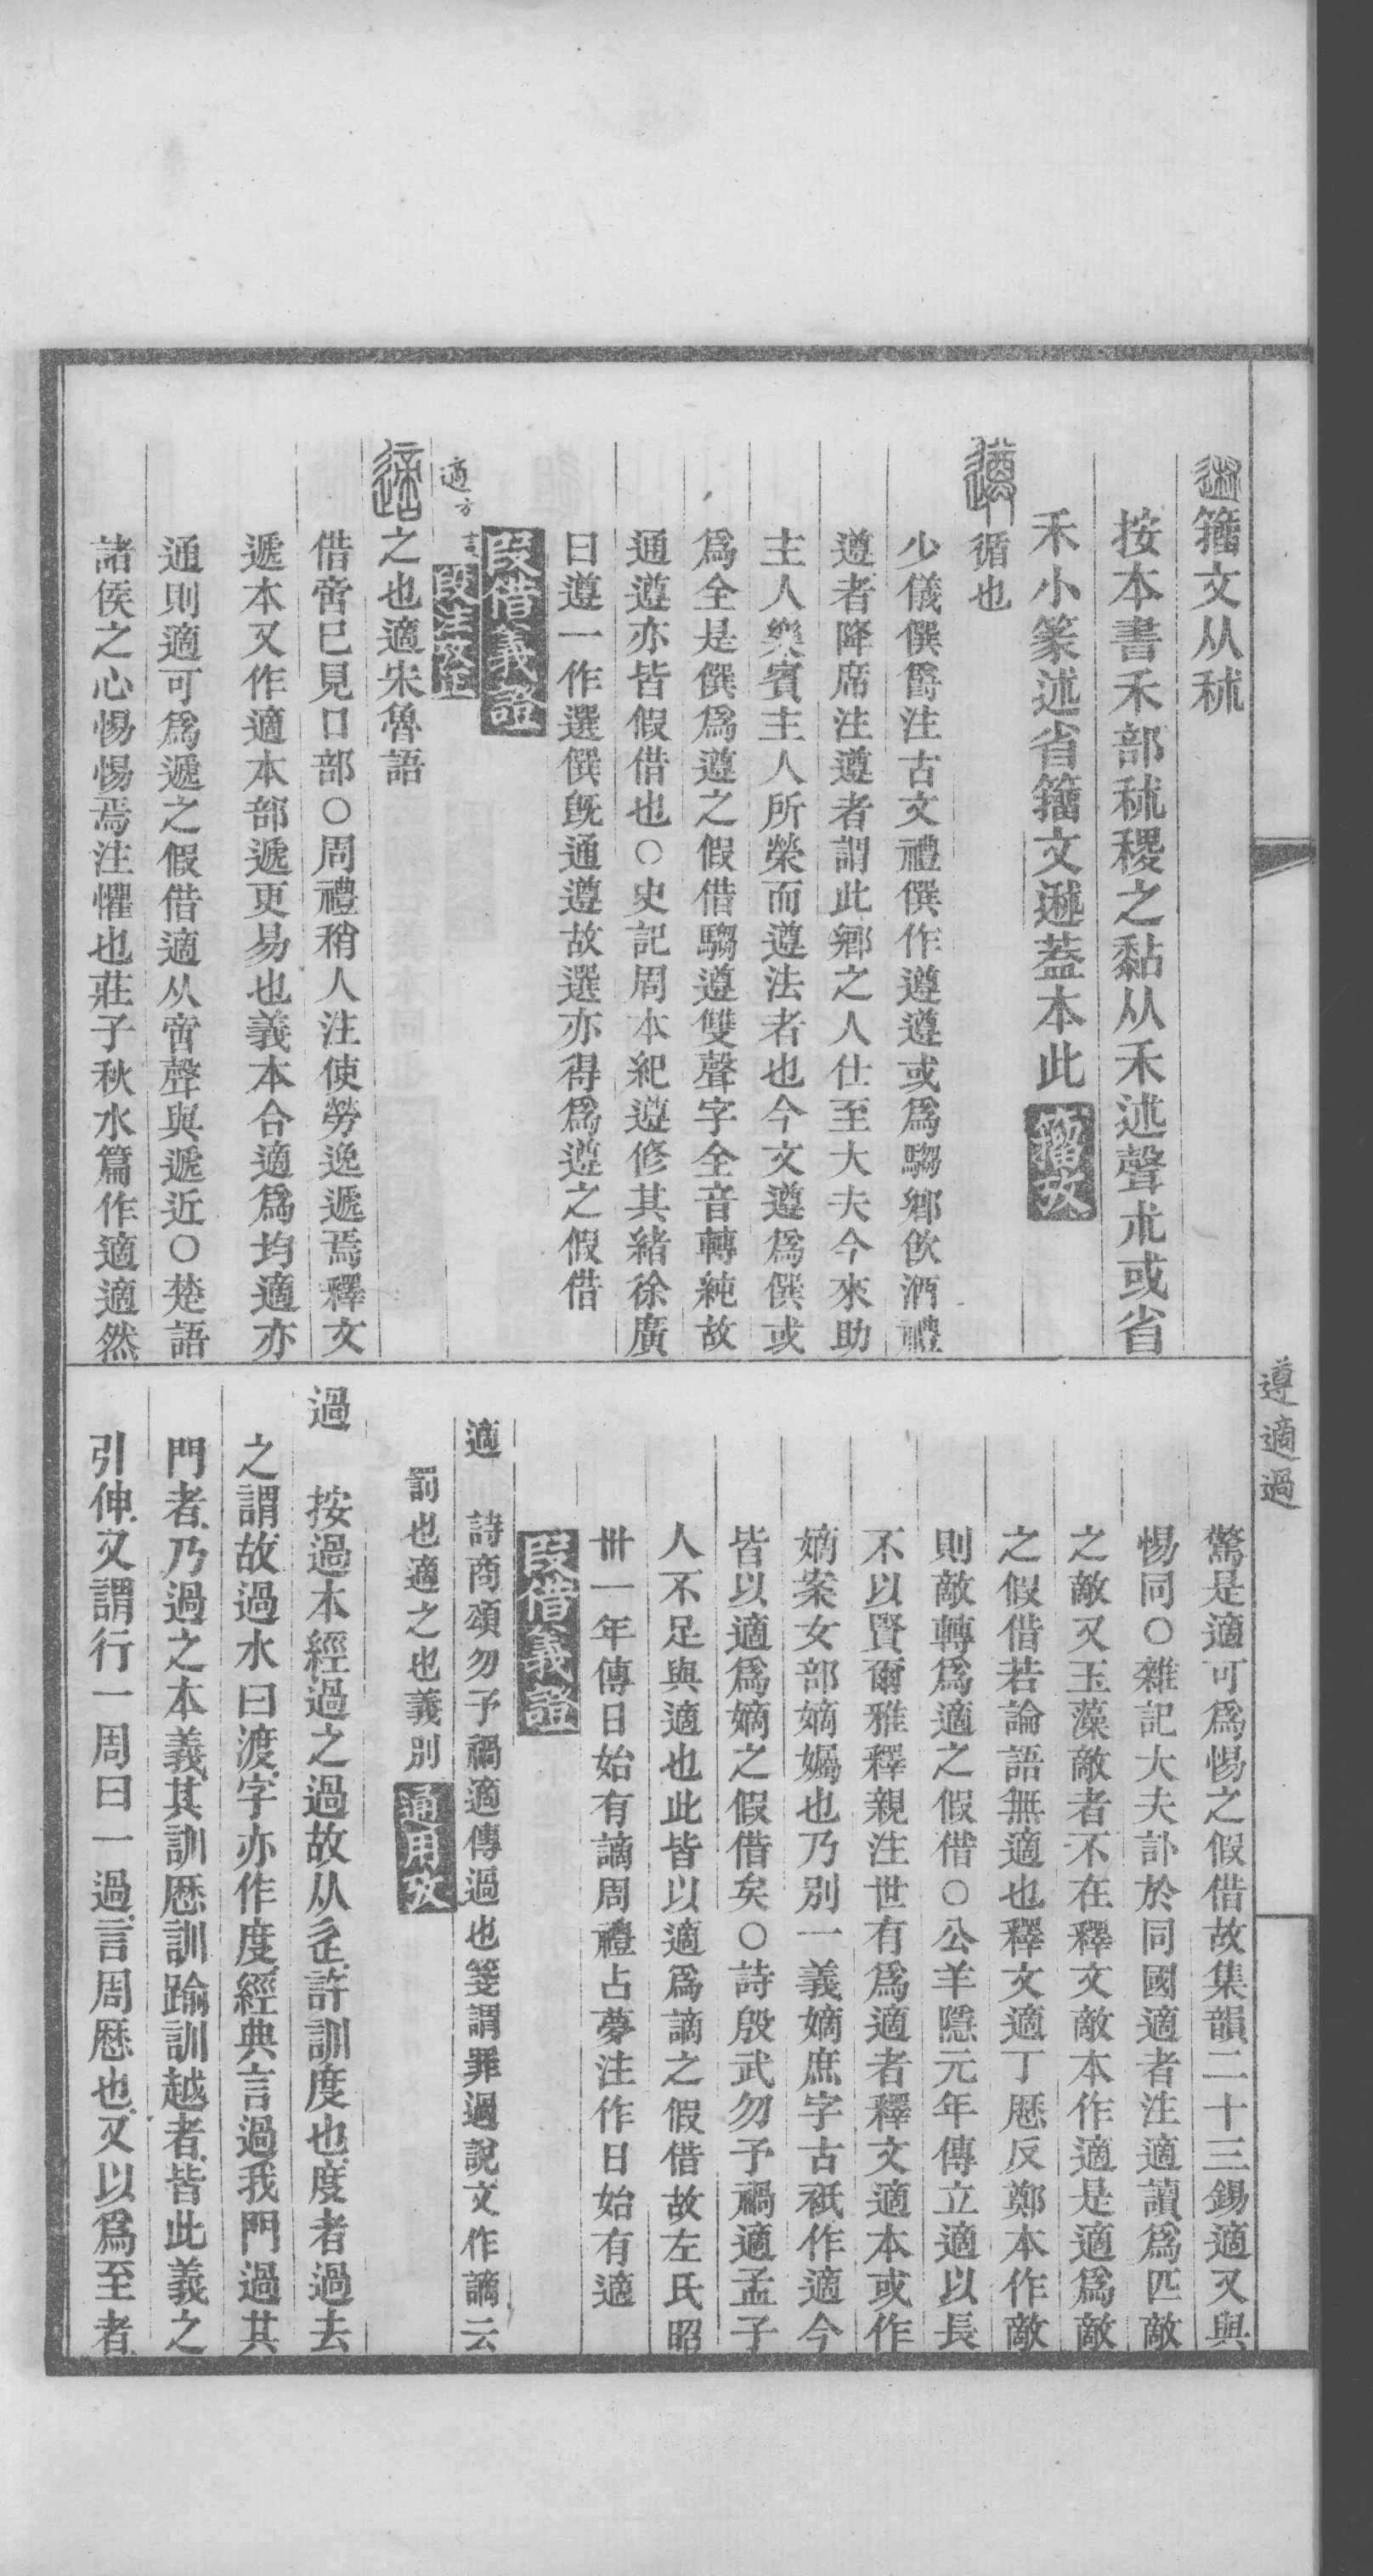 籒文从秫
按本書禾部秫稷之黏从禾朮聲朮或省
禾小篆述省籒文遬蓋本此 籒攷
循也
少儀僎爵注古文禮僎作遵遵或爲騶鄉飲酒禮
遵者降席注遵者謂此鄉之人仕至大夫今來助
主人樂賓主人所榮而遵法者也今文遵爲僎或
爲全是僎爲遵之假借騶遵雙聲字全音轉純故
通遵亦皆假借也○史記周本紀遵修其緒徐廣
曰遵一作選僎旣通遵故選亦得爲遵之假借
叚借義證
適方
言 段注攷正
之也適宋魯語
借啻已見口部○周禮稍人注使勞逸遞焉釋文
遞本又作適本部遞更易也義本合適爲均適亦
通則適可爲遞之假借適从啻聲與遞近○楚語
諸侯之心惕惕焉注懼也莊子秋水篇作適適然
遵適過
驚是適可爲惕之假借故集韻二十三錫適又與
惕同○雜記大夫訃於同國適者注適讀爲匹敵
之敵又玉藻敵者不在釋文敵本作適是適爲敵
之假借若論語無適也釋文適丁厯反鄭本作敵
則敵轉爲適之假借○公羊隱元年傳立適以長
不以賢爾雅釋親注世有爲適者釋文適本或作
嫡案女部嫡孎也乃別一義嫡庶字古祇作適今
皆以適爲嫡之假借矣○詩殷武勿予禍適孟子
人不足與適也此皆以適爲謫之假借故左氏昭
卅一年傳日始有謫周禮占夢注作日始有適
叚借義證
適 詩商頌勿予禍適傳過也箋謂罪過說文作謫云
罰也適之也義別 通用攷
過 按過本經過之過故从辵許訓度也度者過去
之謂故過水曰渡字亦作度經典言過我門過其
門者乃過之本義其訓厯訓踰訓越者皆此義之
引伸又謂行一周曰一過言周厯也又以爲至者